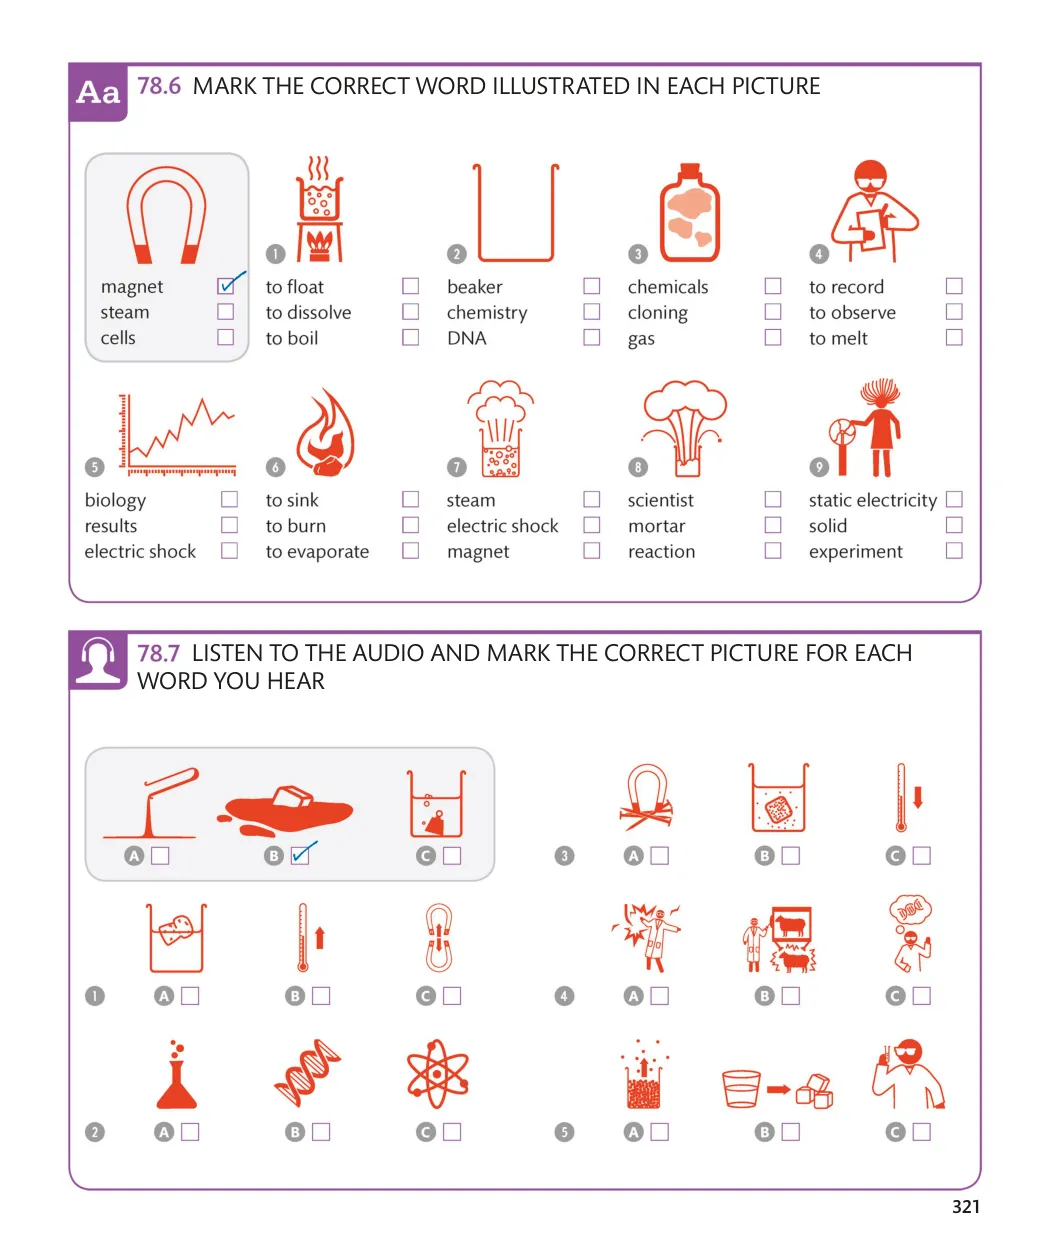 Aa 78.6 MARK THE CORRECT WORD ILLUSTRATED IN EACH PICTURE
magnet
steam
cells
1
to float
to dissolve
to boil
2
beaker
chemistry
DNA
3
chemicals
cloning
gas
4
to record
to observe
to melt
5
biology
results
electric shock
6
to sink
to burn
to evaporate
7
steam
electric shock
magnet
8
scientist
mortar
reaction
9
static electricity
solid
experiment
78.7 LISTEN TO THE AUDIO AND MARK THE CORRECT PICTURE FOR EACH
WORD YOU HEAR
A B C
1 A B C
2 A B C
3 A B C
4 A B C
5 A B C
321